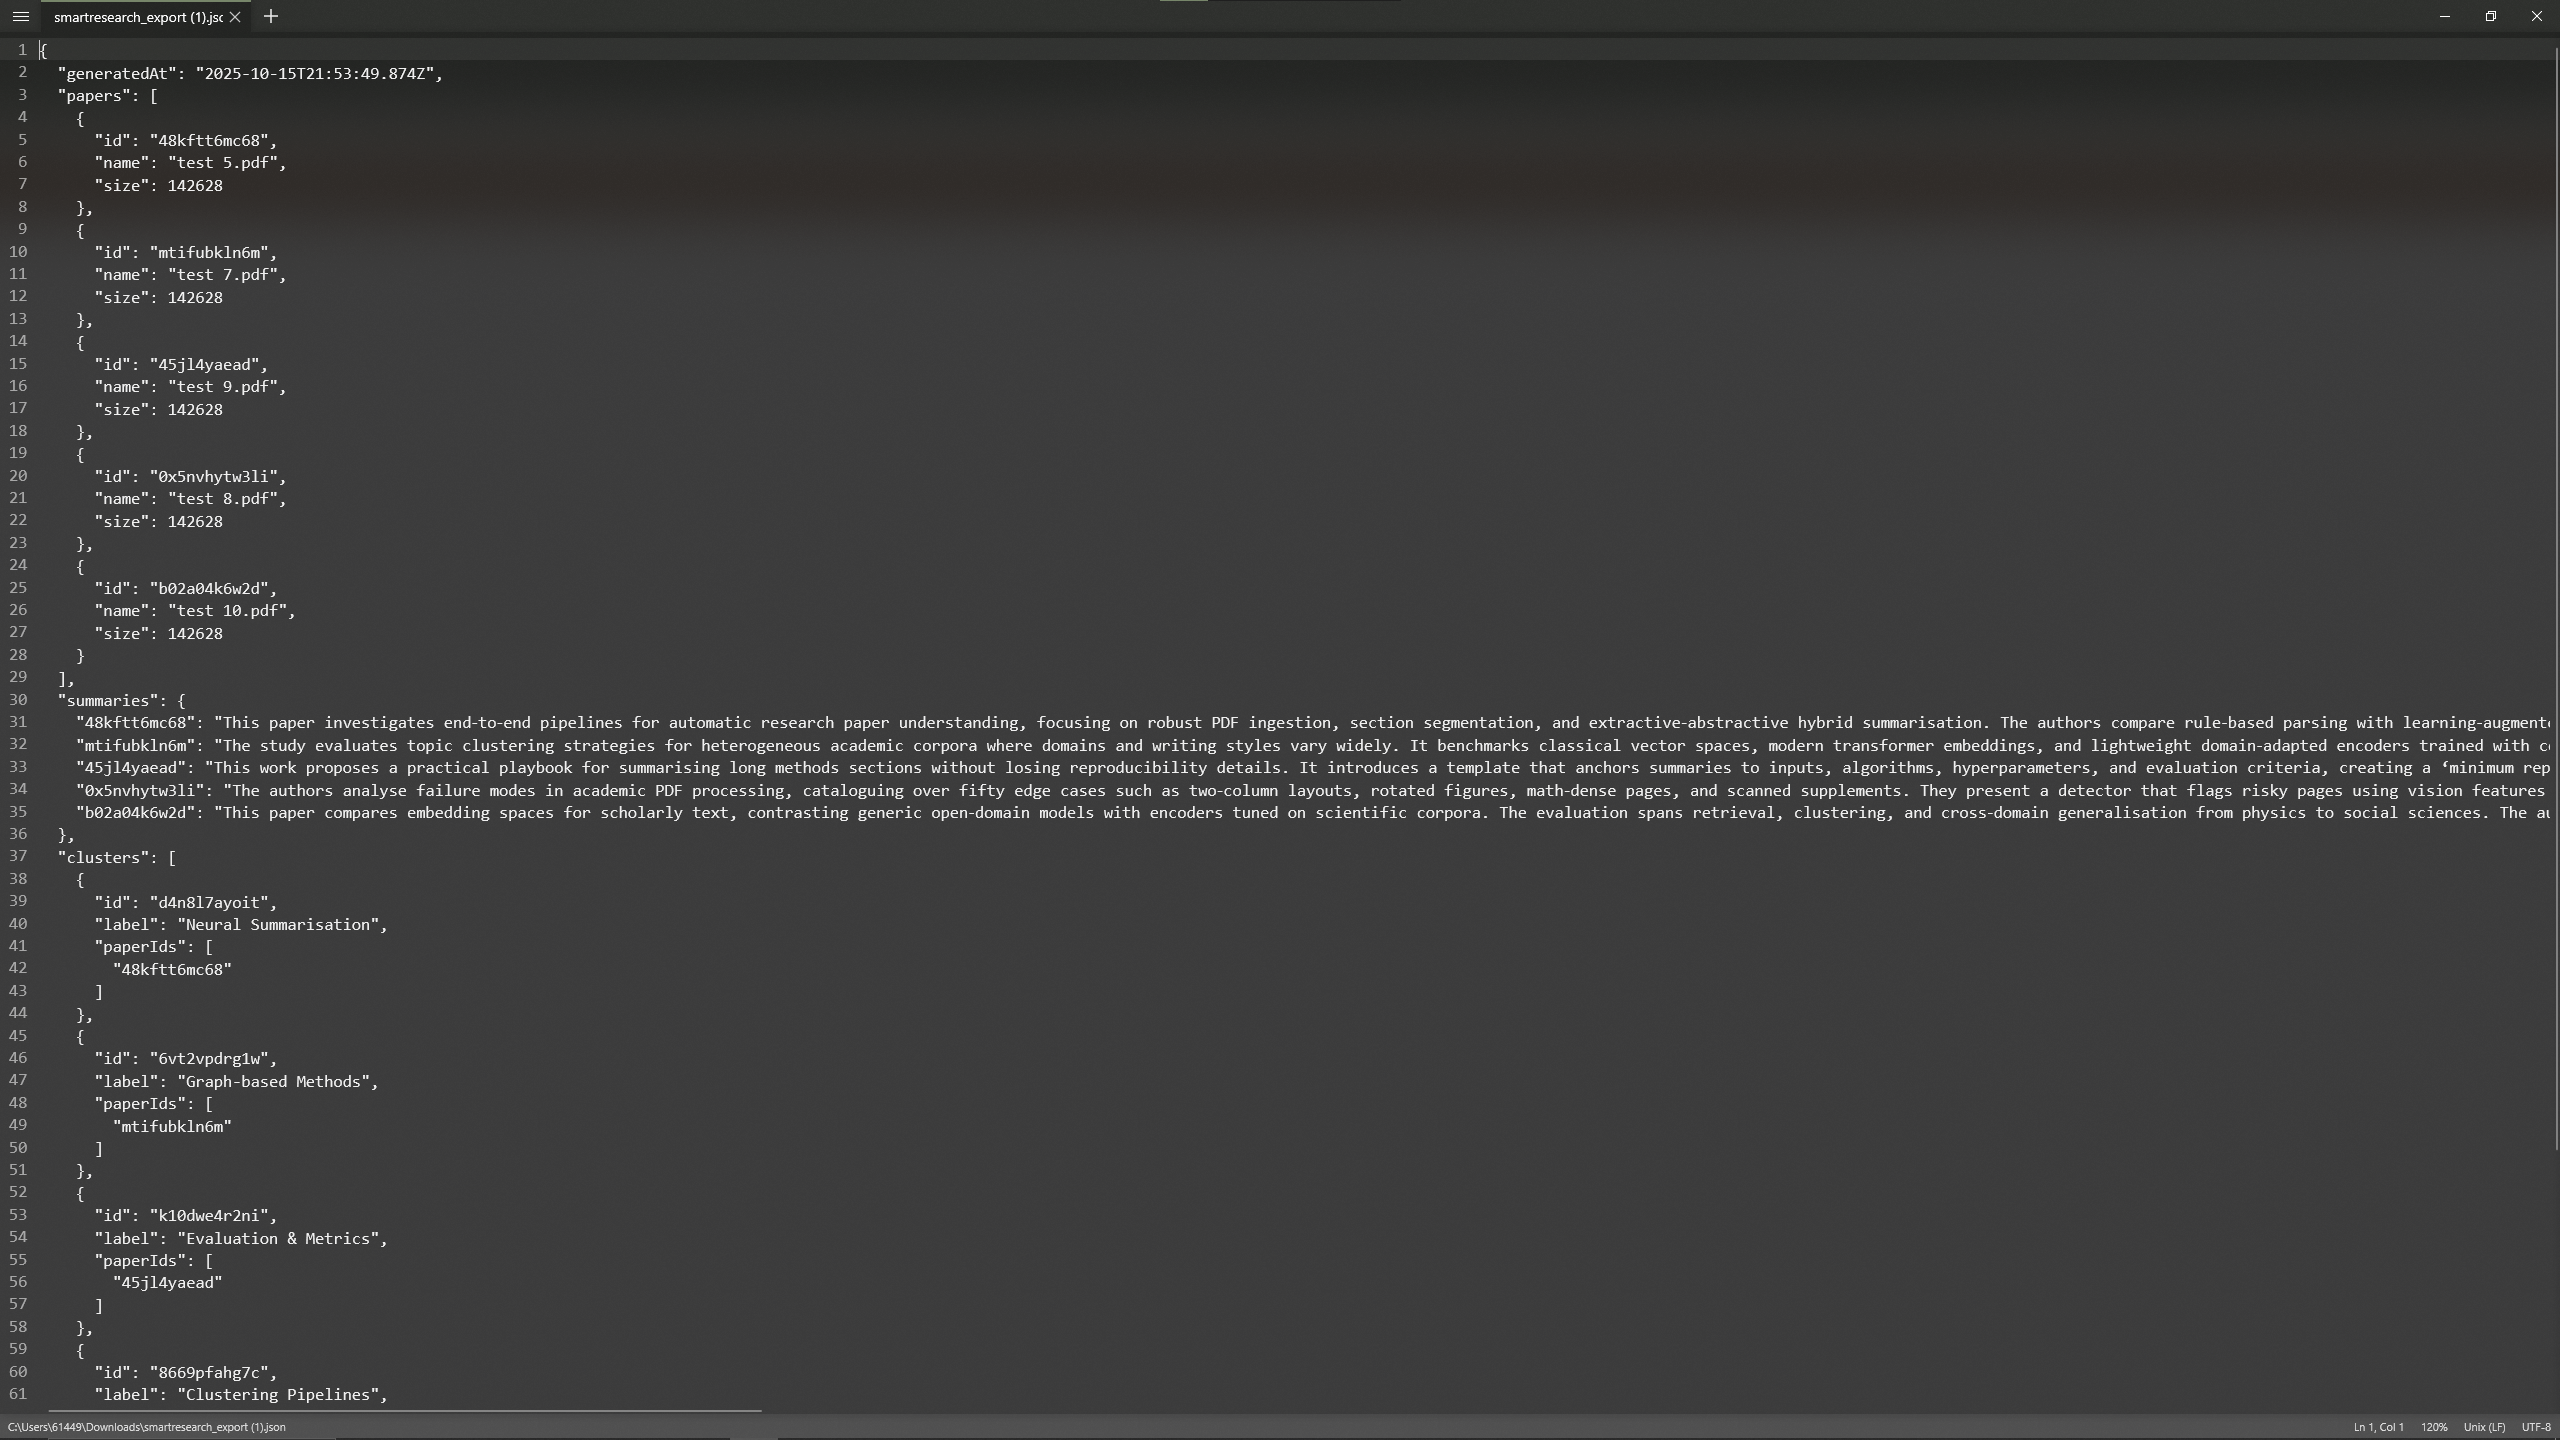 smartresearch_export (1).jsc
1 {
2 "generatedAt": "2025-10-15T21:53:49.874Z",
3 "papers": [
4 {
5 "id": "48kftt6mc68",
6 "name": "test 5.pdf",
7 "size": 142628
8 },
9 {
10 "id": "mtifubkln6m",
11 "name": "test 7.pdf",
12 "size": 142628
13 },
14 {
15 "id": "45jl4yaead",
16 "name": "test 9.pdf",
17 "size": 142628
18 },
19 {
20 "id": "0x5nvhytw3li",
21 "name": "test 8.pdf",
22 "size": 142628
23 },
24 {
25 "id": "b02a04k6w2d",
26 "name": "test 10.pdf",
27 "size": 142628
28 }
29 ],
30 "summaries": {
31 "48kftt6mc68": "This paper investigates end-to-end pipelines for automatic research paper understanding, focusing on robust PDF ingestion, section segmentation, and extractive-abstractive hybrid summarisation. The authors compare rule-based parsing with learning-augment
32 "mtifubkln6m": "The study evaluates topic clustering strategies for heterogeneous academic corpora where domains and writing styles vary widely. It benchmarks classical vector spaces, modern transformer embeddings, and lightweight domain-adapted encoders trained with c
33 "45jl4yaead": "This work proposes a practical playbook for summarising long methods sections without losing reproducibility details. It introduces a template that anchors summaries to inputs, algorithms, hyperparameters, and evaluation criteria, creating a ‘minimum rep
34 "0x5nvhytw3li": "The authors analyse failure modes in academic PDF processing, cataloguing over fifty edge cases such as two-column layouts, rotated figures, math-dense pages, and scanned supplements. They present a detector that flags risky pages using vision features
35 "b02a04k6w2d": "This paper compares embedding spaces for scholarly text, contrasting generic open-domain models with encoders tuned on scientific corpora. The evaluation spans retrieval, clustering, and cross-domain generalisation from physics to social sciences. The au
36 },
37 "clusters": [
38 {
39 "id": "d4n8l7ayoit",
40 "label": "Neural Summarisation",
41 "paperIds": [
42 "48kftt6mc68"
43 ]
44 },
45 {
46 "id": "6vt2vpdrg1w",
47 "label": "Graph-based Methods",
48 "paperIds": [
49 "mtifubkln6m"
50 ]
51 },
52 {
53 "id": "k10dwe4r2ni",
54 "label": "Evaluation & Metrics",
55 "paperIds": [
56 "45jl4yaead"
57 ]
58 },
59 {
60 "id": "8669pfahg7c",
61 "label": "Clustering Pipelines",
C:\Users\61449\Downloads\smartresearch_export (1).json Ln 1, Col 1 120% Unix (LF) UTF-8